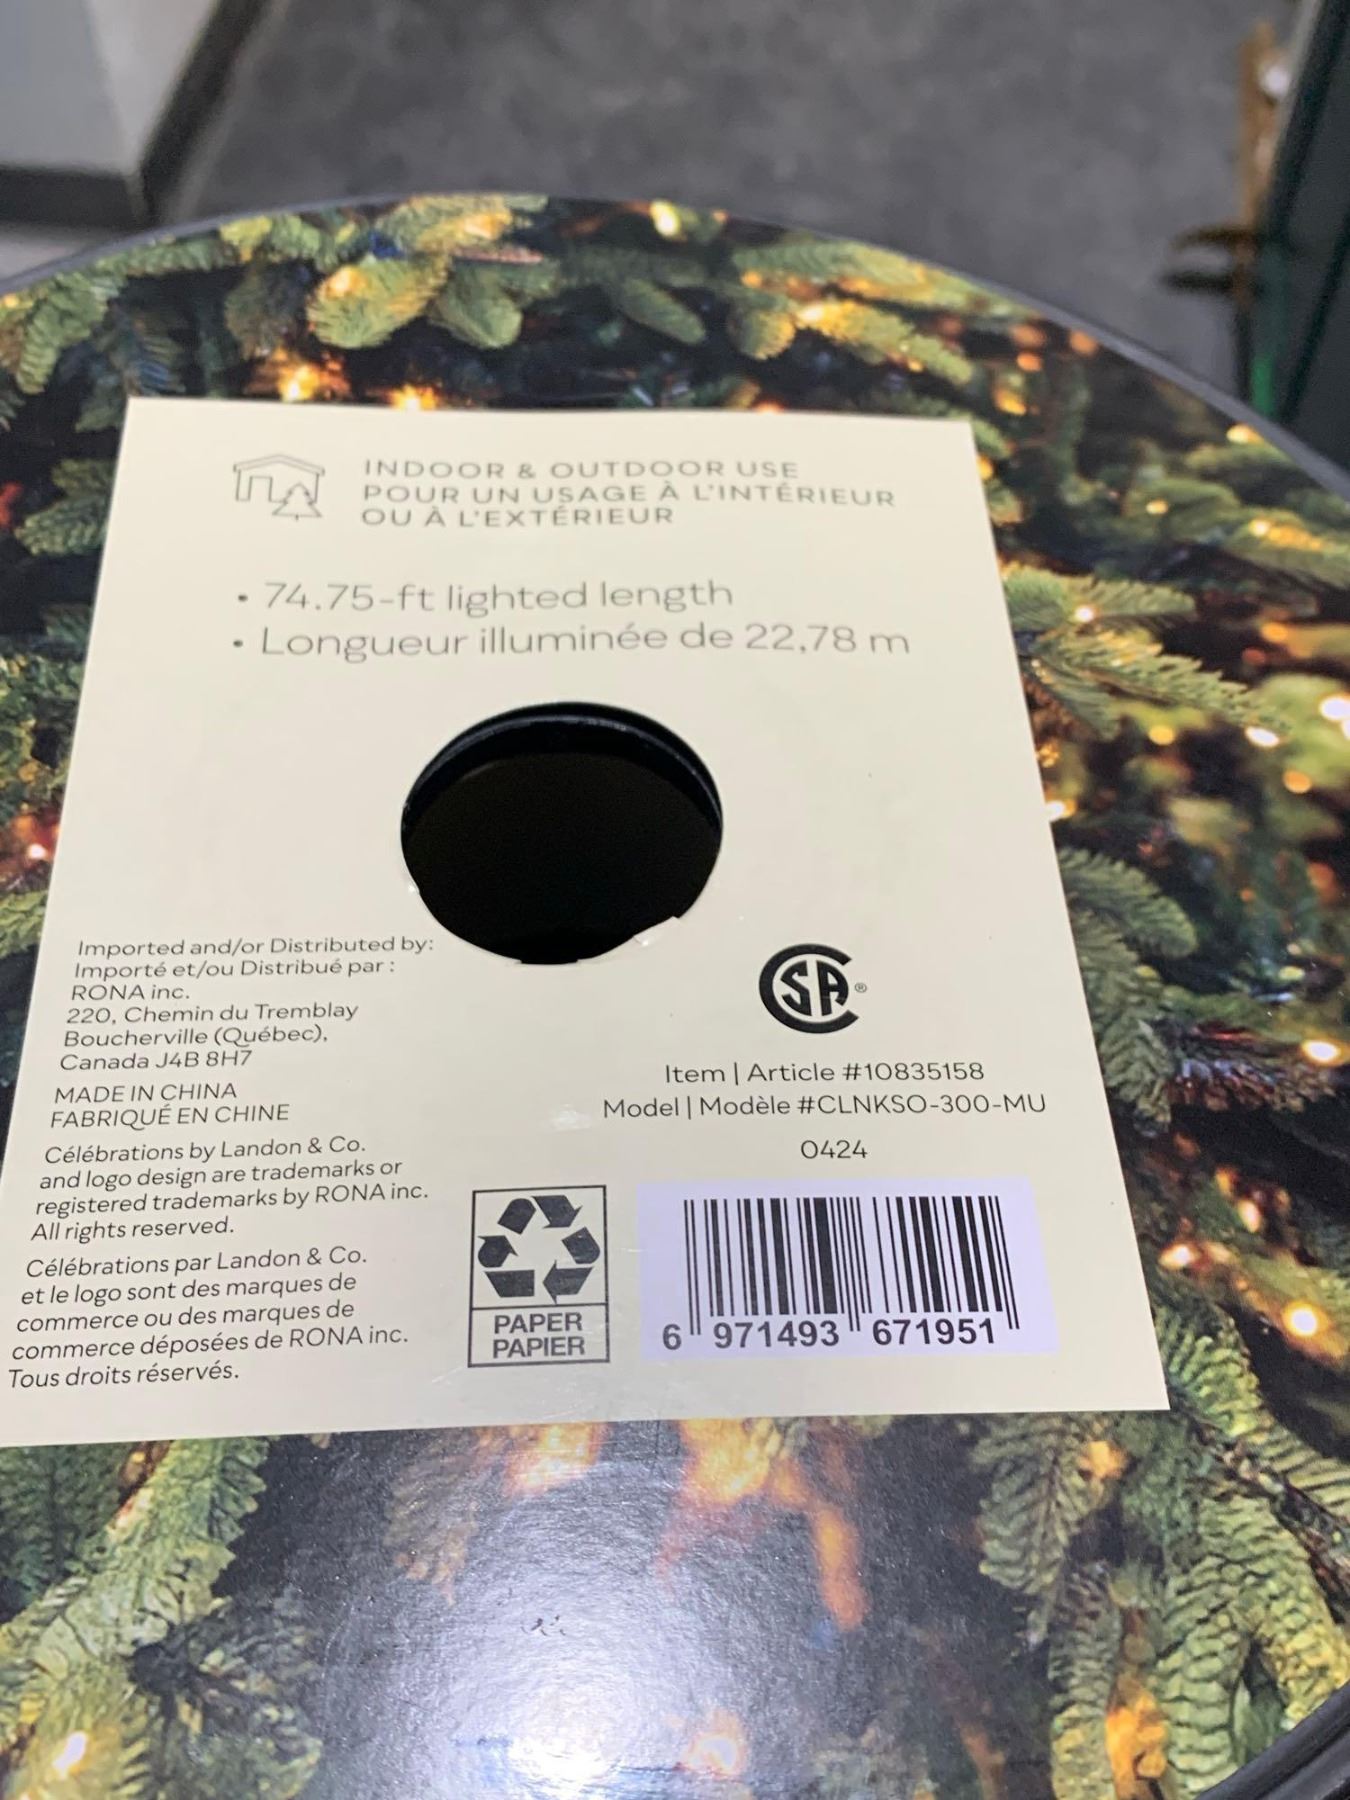 INDOOR & OUTDOOR USE
POUR UN USAGE À L'INTÉRIEUR
OU À L'EXTÉRIEUR
• 74.75-ft lighted length
• Longueur illuminée de 22,78 m
Imported and/or Distributed by:
Importé et/ou Distribué par :
RONA inc.
220, Chemin du Tremblay
Boucherville (Québec),
Canada J4B 8H7
MADE IN CHINA
FABRIQUÉ EN CHINE
Célébrations by Landon & Co.
and logo design are trademarks or
registered trademarks by RONA inc.
All rights reserved.
Célébrations par Landon & Co.
et le logo sont des marques de
commerce ou des marques de
commerce déposées de RONA inc.
Tous droits réservés.
CSA®
Item | Article #10835158
Model | Modèle #CLNKSO-300-MU
0424
PAPER
PAPIER
6 971493 671951